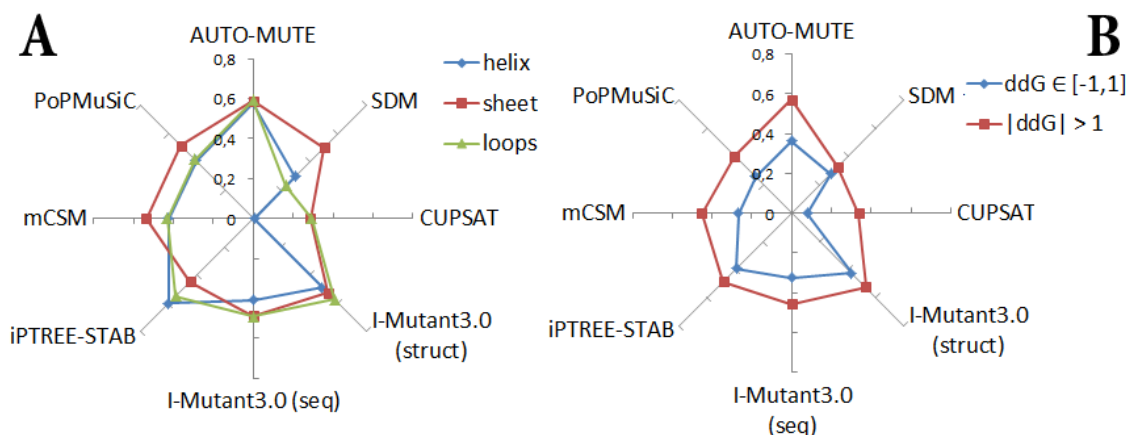 A
AUTO-MUTE
0,8
0,6
0,4
0,2
0
PoPMuSiC
SDM
mCSM
CUPSAT
iPTREE-STAB
I-Mutant3.0
(struct)
I-Mutant3.0 (seq)
helix
sheet
loops
B
AUTO-MUTE
0,8
0,6
0,4
0,2
0
PoPMuSiC
SDM
mCSM
CUPSAT
iPTREE-STAB
I-Mutant3.0
(struct)
I-Mutant3.0
(seq)
ddG ∈ [-1,1]
|ddG| > 1